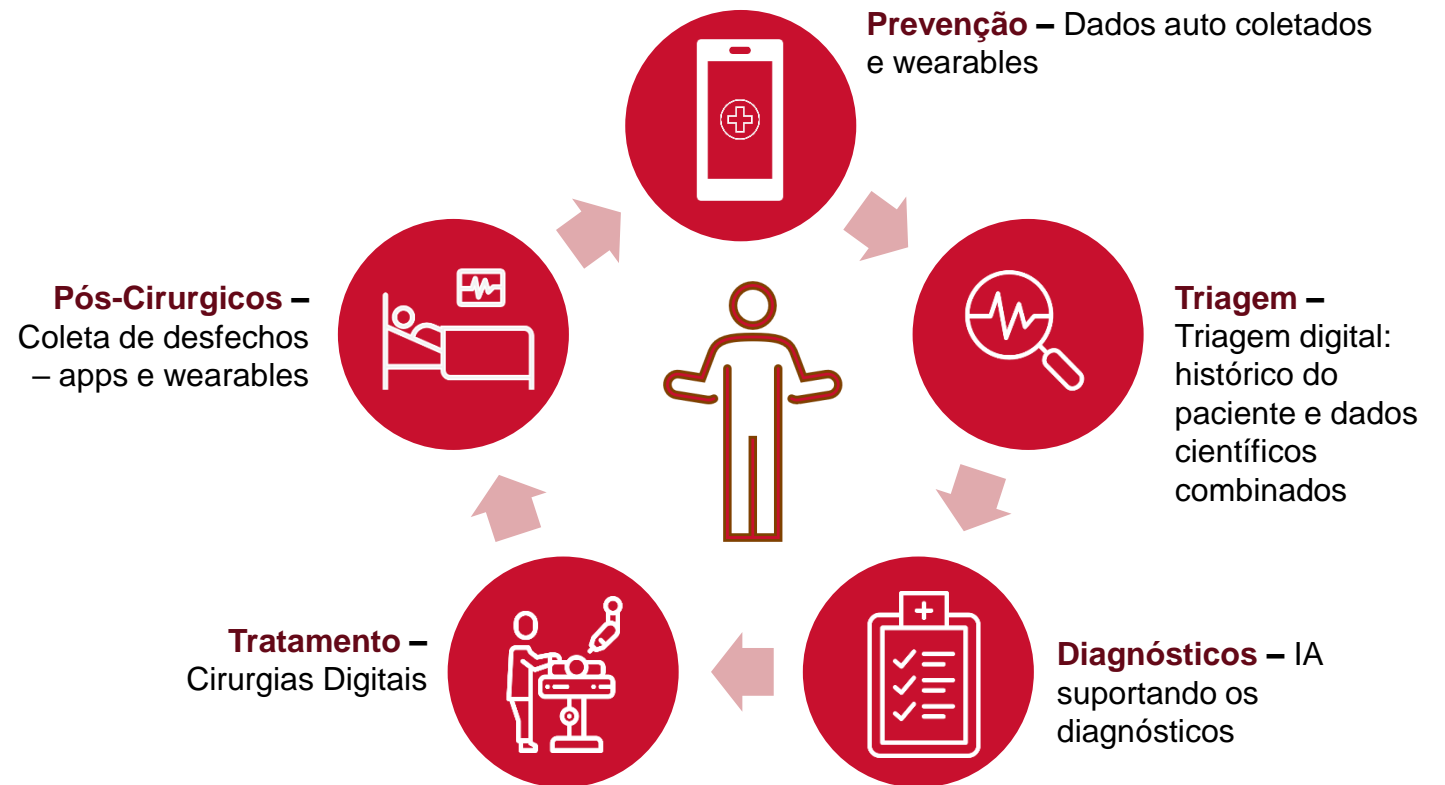 Prevenção – Dados auto coletados
e wearables
Triagem –
Triagem digital:
histórico do
paciente e dados
científicos
combinados
Diagnósticos – IA
suportando os
diagnósticos
Tratamento –
Cirurgias Digitais
Pós-Cirurgicos –
Coleta de desfechos
– apps e wearables